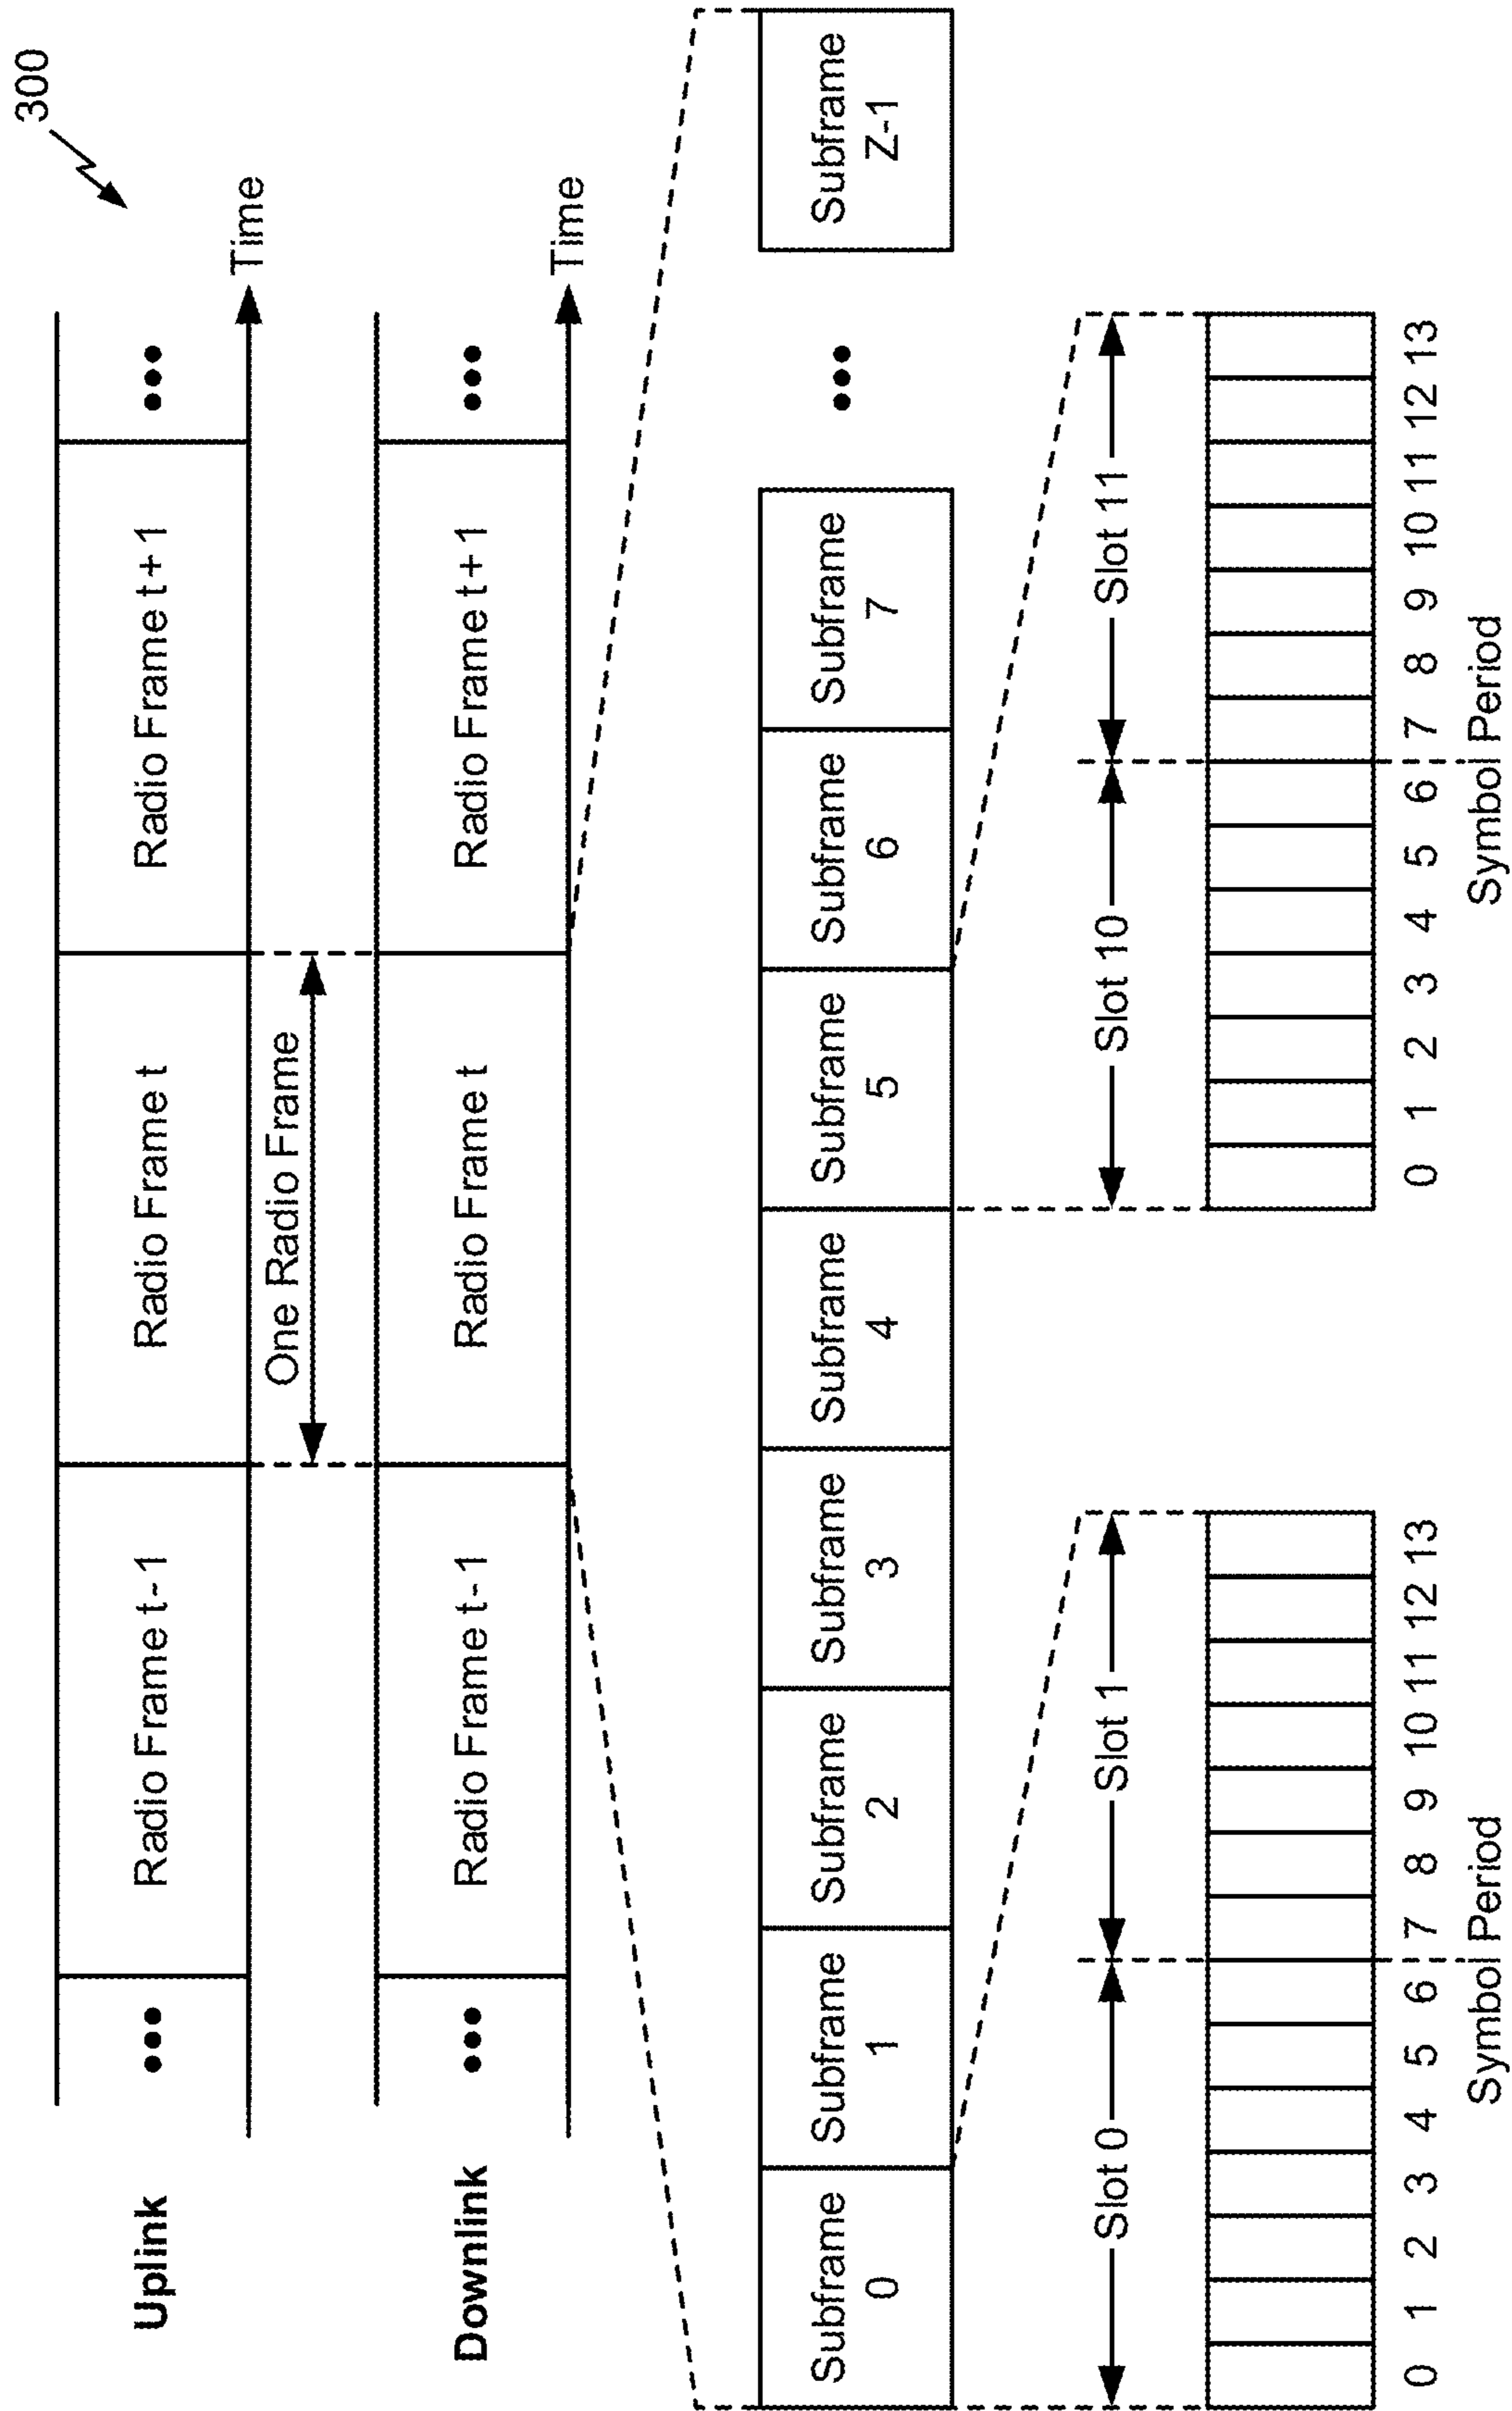 300
Uplink
••• Radio Frame t-1 Radio Frame t Radio Frame t+1 •••
Time
One Radio Frame
Downlink
••• Radio Frame t-1 Radio Frame t Radio Frame t+1 •••
Time
Subframe 0
Subframe 1
Subframe 2
Subframe 3
Subframe 4
Subframe 5
Subframe 6
Subframe 7
•••
Subframe Z-1
Slot 0 Slot 1
0 1 2 3 4 5 6 7 8 9 10 11 12 13
Symbol Period
Slot 10 Slot 11
0 1 2 3 4 5 6 7 8 9 10 11 12 13
Symbol Period